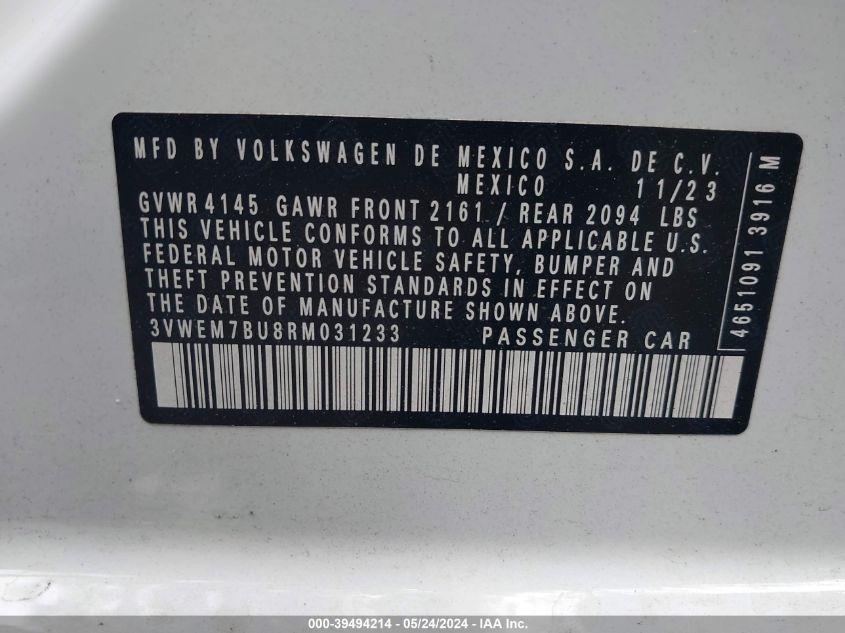 MFD BY VOLKSWAGEN DE MEXICO S.A. DE C.V.
MEXICO 11/23
GVWR 4145 GAWR FRONT 2161 / REAR 2094 LBS
THIS VEHICLE CONFORMS TO ALL APPLICABLE U.S.
FEDERAL MOTOR VEHICLE SAFETY, BUMPER AND
THEFT PREVENTION STANDARDS IN EFFECT ON
THE DATE OF MANUFACTURE SHOWN ABOVE.
3VWEM7BU8RM031233 PASSENGER CAR
4651091 3916 M
000-39494214 - 05/24/2024 - IAA Inc.